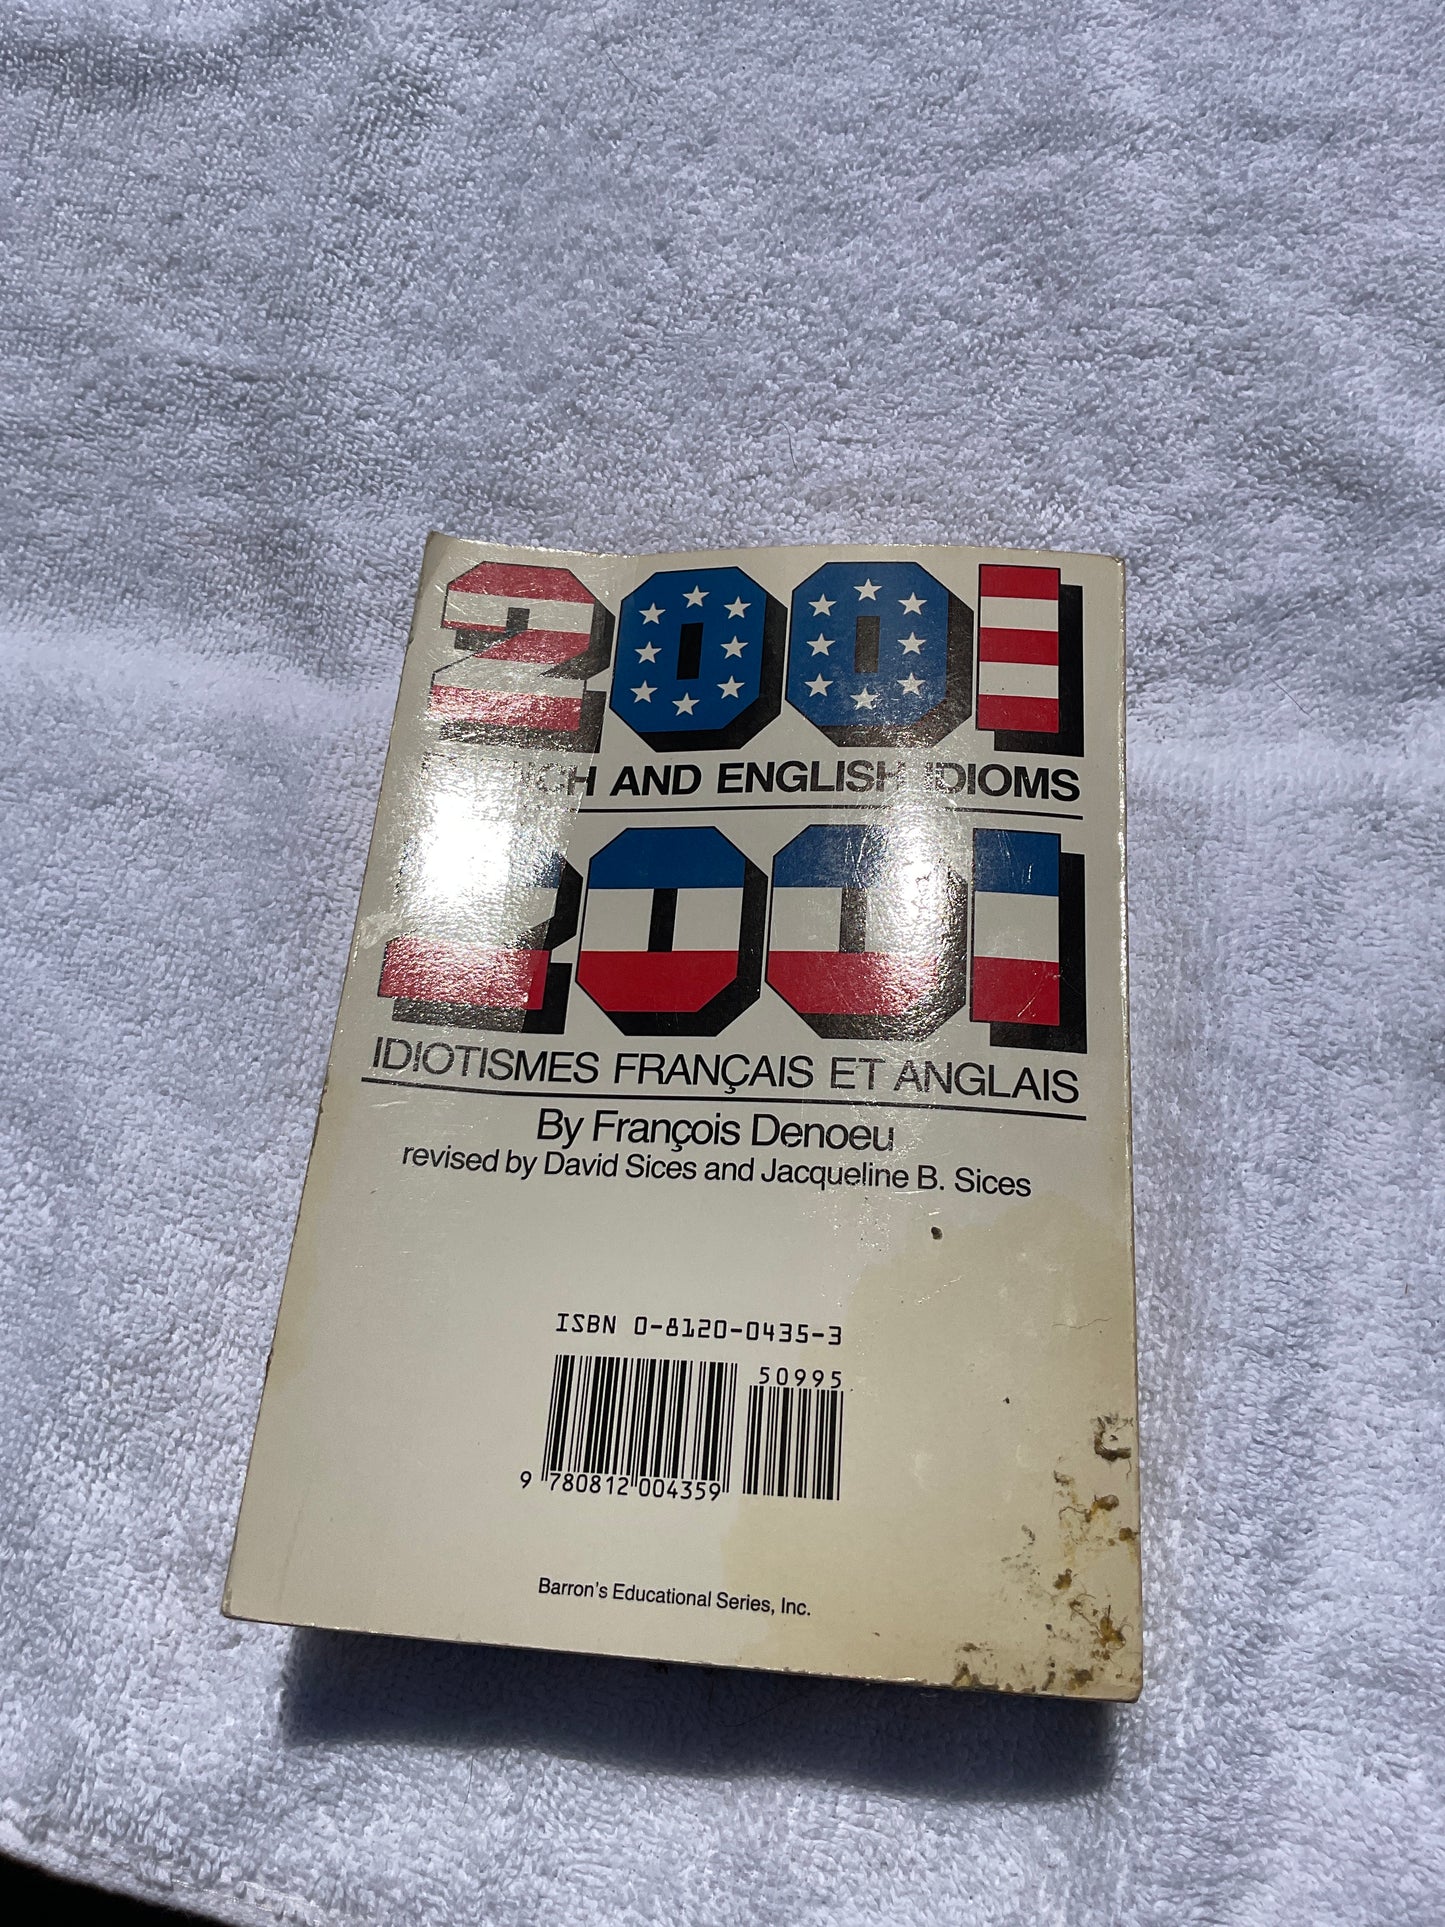 2001
FRENCH AND ENGLISH IDIOMS
2001
IDIOTISMES FRANÇAIS ET ANGLAIS
By François Denoeu
revised by David Sices and Jacqueline B. Sices
ISBN 0-8120-0435-3
50995
9 780812 004359
Barron's Educational Series, Inc.